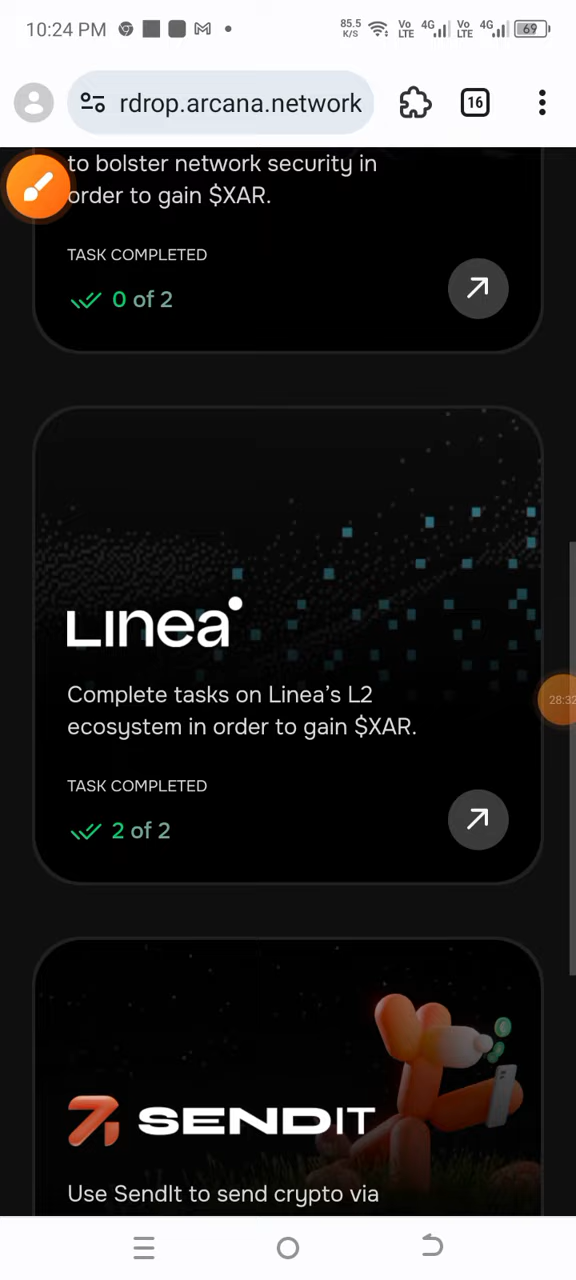 10:24 PM
85.5 K/S
Vo LTE 4G Vo LTE 4G 69
rdrop.arcana.network
16
to bolster network security in
order to gain $XAR.
TASK COMPLETED
0 of 2
Linea
Complete tasks on Linea’s L2
ecosystem in order to gain $XAR.
28:32
TASK COMPLETED
2 of 2
SENDIT
Use SendIt to send crypto via